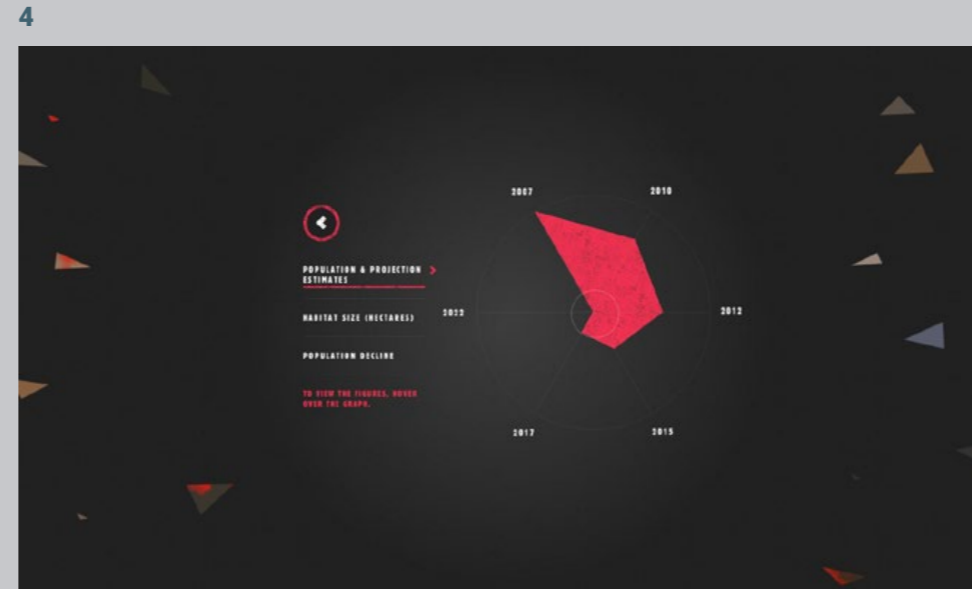 4
2007
2010
POPULATION & PROJECTION
ESTIMATES
HABITAT SIZE (HECTARES)
2022
2012
POPULATION DECLINE
TO VIEW THE FIGURES, HOVER
OVER THE GRAPH.
2017
2015